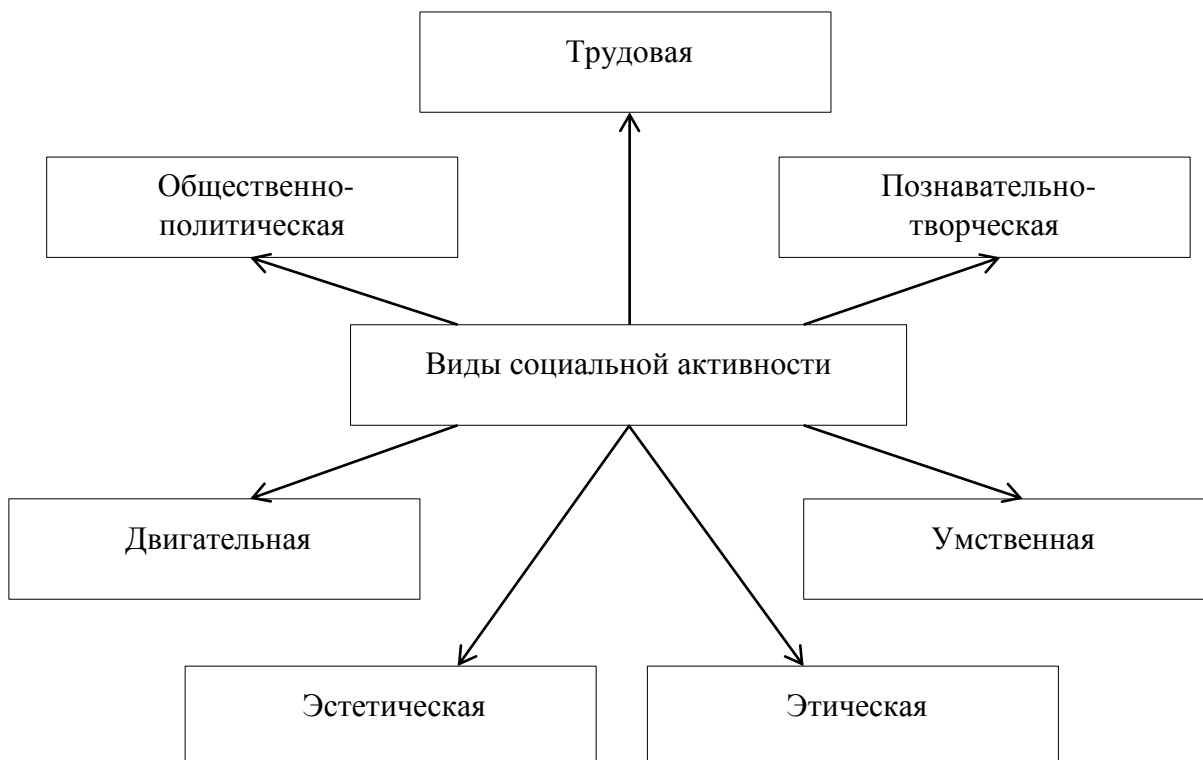 Трудовая
Общественно-
политическая
Познавательно-
творческая
Виды социальной активности
Двигательная
Умственная
Эстетическая
Этическая